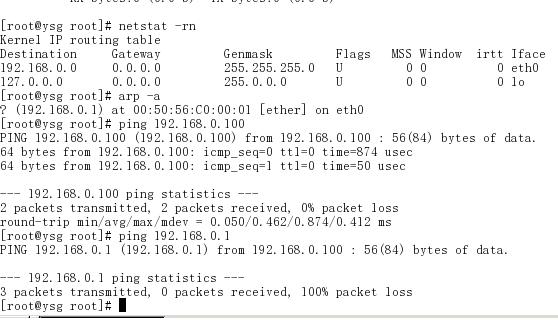 [root@ysg root]# netstat -rn
Kernel IP routing table
Destination Gateway Genmask Flags MSS Window irtt Iface
192.168.0.0 0.0.0.0 255.255.255.0 U 0 0 0 eth0
127.0.0.0 0.0.0.0 255.0.0.0 U 0 0 0 lo
[root@ysg root]# arp -a
? (192.168.0.1) at 00:50:56:C0:00:01 [ether] on eth0
[root@ysg root]# ping 192.168.0.100
PING 192.168.0.100 (192.168.0.100) from 192.168.0.100 : 56(84) bytes of data.
64 bytes from 192.168.0.100: icmp_seq=0 ttl=0 time=874 usec
64 bytes from 192.168.0.100: icmp_seq=1 ttl=0 time=50 usec
--- 192.168.0.100 ping statistics ---
2 packets transmitted, 2 packets received, 0% packet loss
round-trip min/avg/max/mdev = 0.050/0.462/0.874/0.412 ms
[root@ysg root]# ping 192.168.0.1
PING 192.168.0.1 (192.168.0.1) from 192.168.0.100 : 56(84) bytes of data.
--- 192.168.0.1 ping statistics ---
3 packets transmitted, 0 packets received, 100% packet loss
[root@ysg root]#